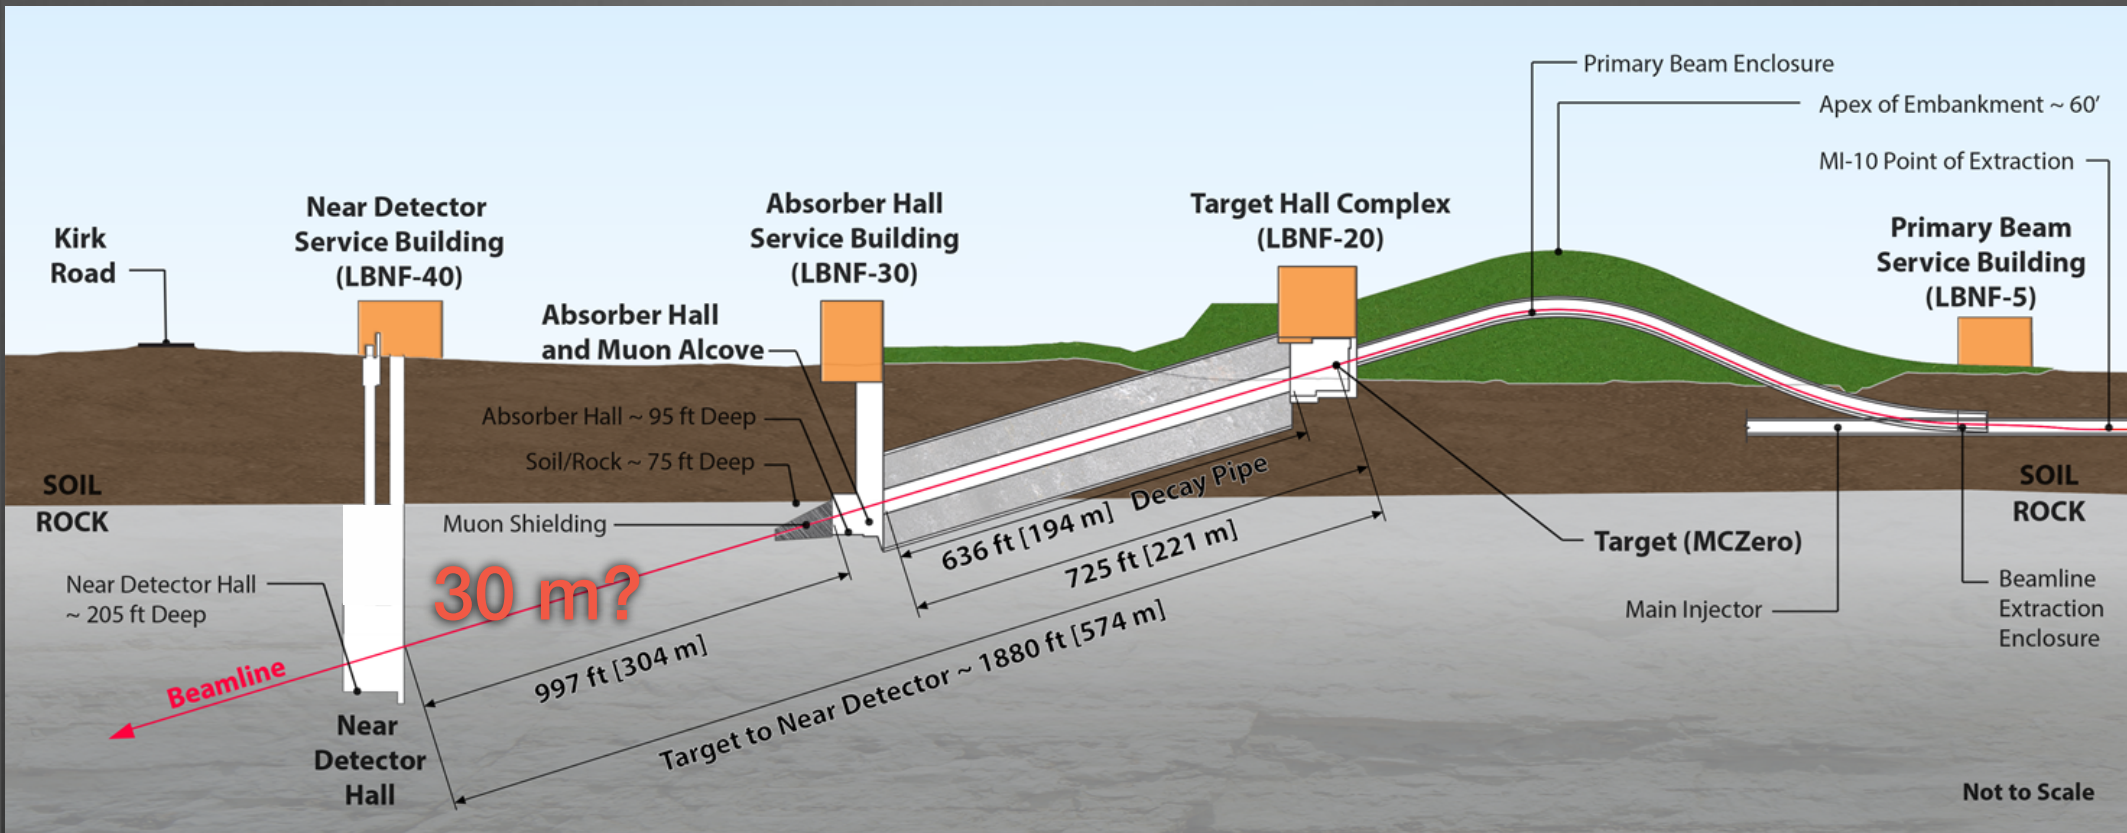 Primary Beam Enclosure
Apex of Embankment ~ 60’
MI-10 Point of Extraction
Kirk
Road
Near Detector
Service Building
(LBNF-40)
Absorber Hall
Service Building
(LBNF-30)
Target Hall Complex
(LBNF-20)
Primary Beam
Service Building
(LBNF-5)
Absorber Hall
and Muon Alcove
Absorber Hall ~ 95 ft Deep
Soil/Rock ~ 75 ft Deep
SOIL
ROCK
Muon Shielding
30 m?
Near Detector Hall
~ 205 ft Deep
Beamline
Near
Detector
Hall
636 ft [194 m] Decay Pipe
725 ft [221 m]
997 ft [304 m]
Target to Near Detector ~ 1880 ft [574 m]
Target (MCZero)
Main Injector
SOIL
ROCK
Beamline
Extraction
Enclosure
Not to Scale